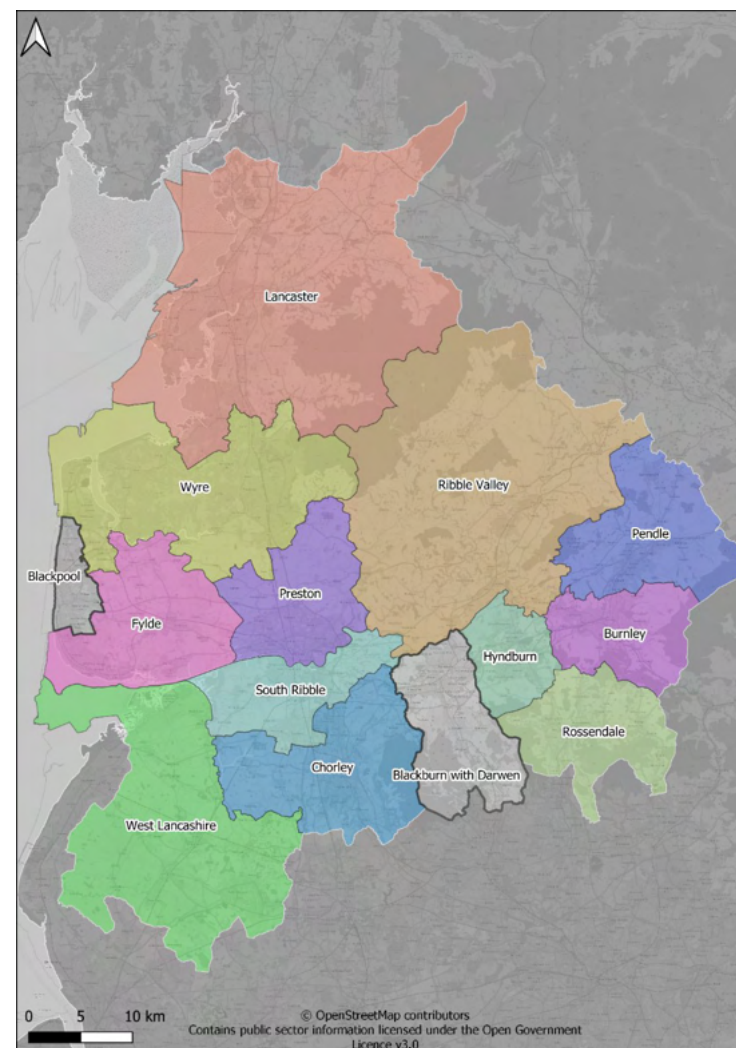 Lancaster
Wyre
Ribble Valley
Pendle
Blackpool
Preston
Fylde
Burnley
Hyndburn
South Ribble
Rossendale
Chorley
Blackburn with Darwen
West Lancashire
0 5 10 km
© OpenStreetMap contributors
Contains public sector information licensed under the Open Government
Licence v3.0